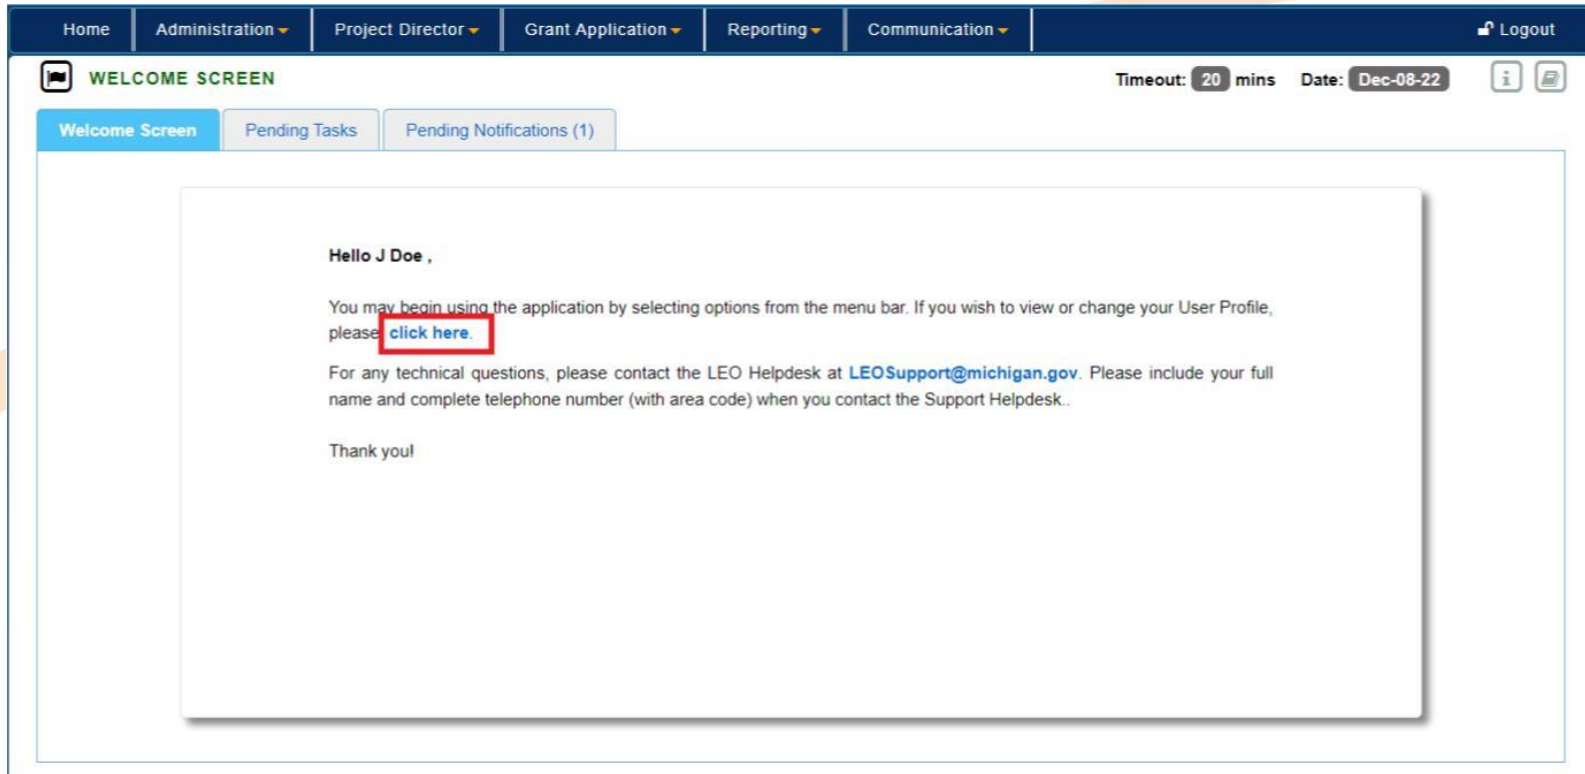 Home Administration Project Director Grant Application Reporting Communication Logout
WELCOME SCREEN Timeout: 20 mins Date: Dec-08-22 i
Welcome Screen Pending Tasks Pending Notifications (1)
Hello J Doe ,
You may begin using the application by selecting options from the menu bar. If you wish to view or change your User Profile,
please click here.
For any technical questions, please contact the LEO Helpdesk at LEOSupport@michigan.gov. Please include your full
name and complete telephone number (with area code) when you contact the Support Helpdesk..
Thank you!